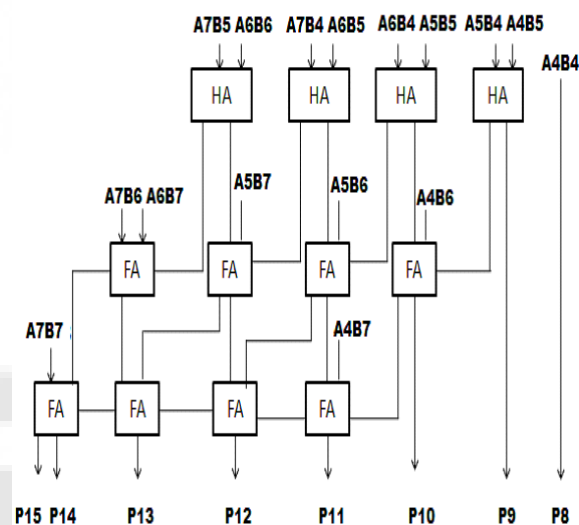 A7B5 A6B6 A7B4 A6B5 A6B4 A5B5 A5B4 A4B5
A4B4
HA HA HA HA
A7B6 A6B7 A5B7 A5B6 A4B6
FA FA FA FA
A7B7 A4B7
FA FA FA FA
P15 P14 P13 P12 P11 P10 P9 P8